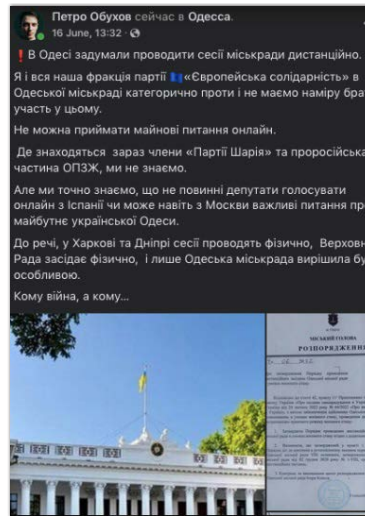 Петро Обухов сейчас в Одесса.
16 June, 13:32
❗В Одесі задумали проводити сесії міськради дистанційно.
Я і вся наша фракція партії 🇪🇺«Європейська солідарність» в
Одеської міськраді категорично проти і не маємо наміру бра
участь у цьому.
Не можна приймати майнові питання онлайн.
Де знаходяться зараз члени «Партії Шарія» та проросійська
частина ОПЗЖ, ми не знаємо.
Але ми точно знаємо, що не повинні депутати голосувати
онлайн з Іспанії чи може навіть з Москви важливі питання пр
майбутнє української Одеси.
До речі, у Харкові та Дніпрі сесії проводять фізично, Верховн
Рада засідає фізично, і лише Одеська міськрада вирішила бу
особливою.
Кому війна, а кому...
МІСЬКИЙ ГОЛОВА
РОЗПОРЯДЖЕНН